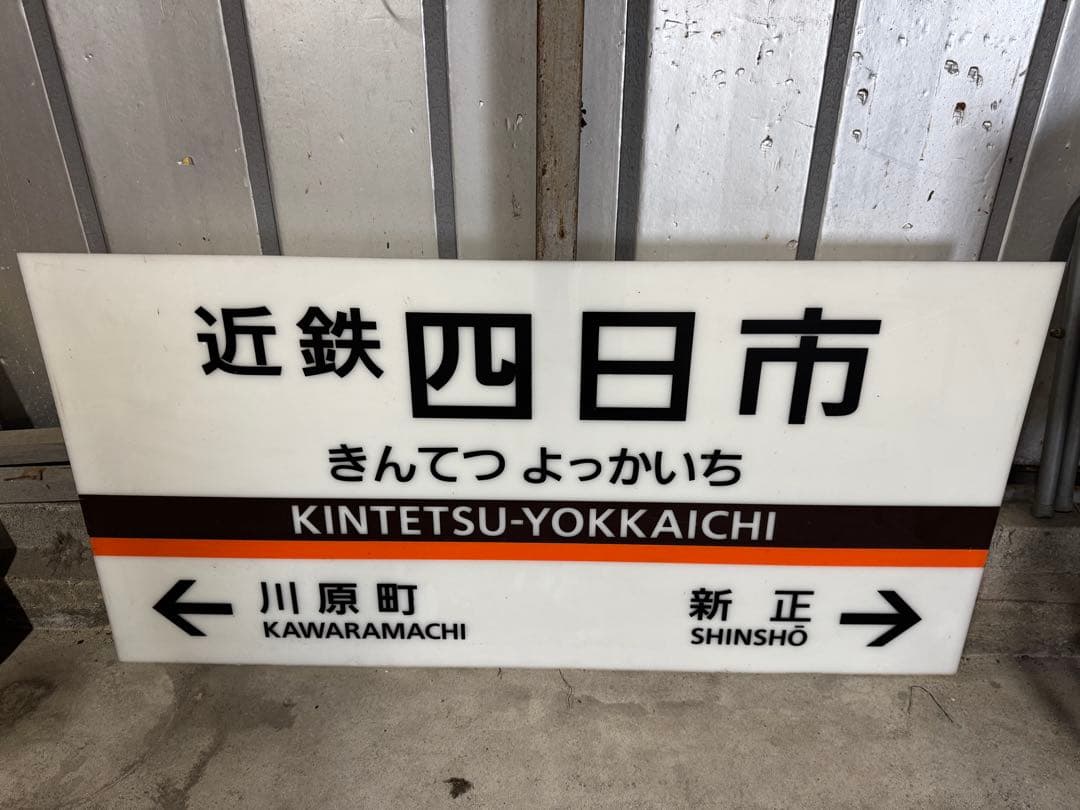 近鉄四日市
きんてつ よっかいち
KINTETSU-YOKKAICHI
← 川原町 新正 →
KAWARAMACHI SHINSHŌ